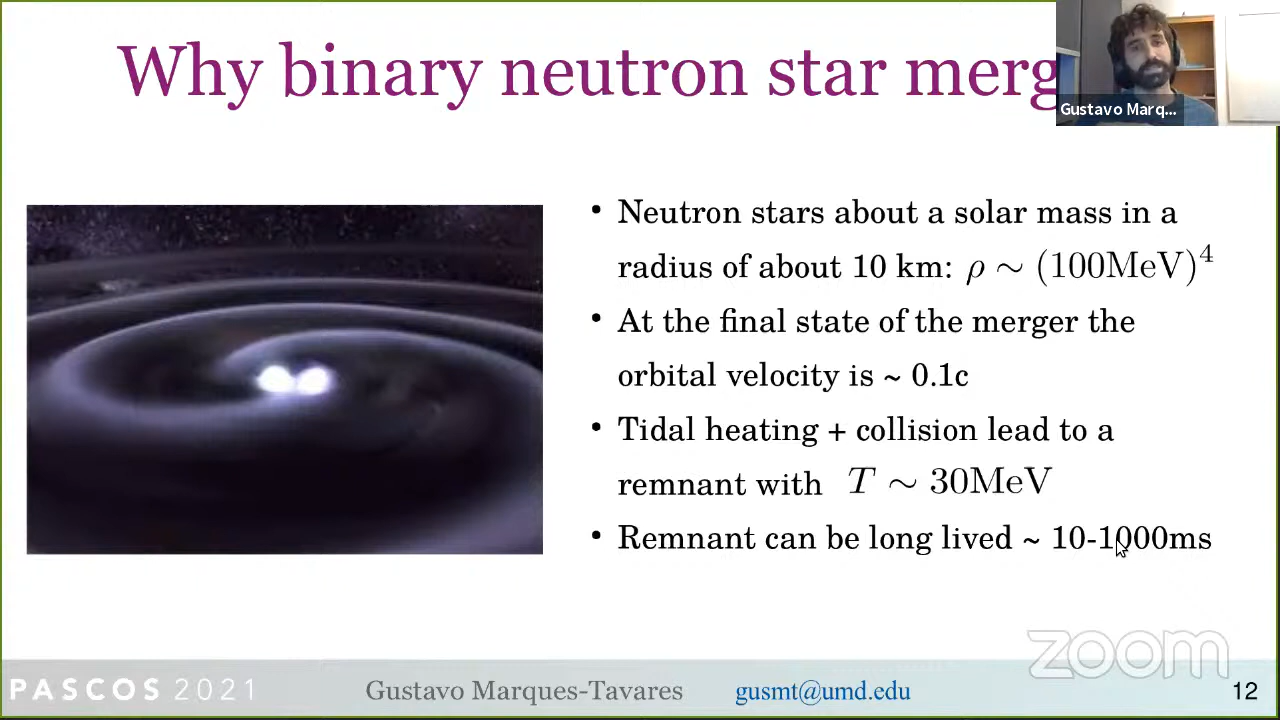 Why binary neutron star merg
Gustavo Marq...
• Neutron stars about a solar mass in a
radius of about 10 km: ρ ∼ (100MeV)⁴
• At the final state of the merger the
orbital velocity is ~ 0.1c
• Tidal heating + collision lead to a
remnant with T ∼ 30MeV
• Remnant can be long lived ~ 10-1000ms
zoom
PASCOS 2021 Gustavo Marques-Tavares gusmt@umd.edu 12